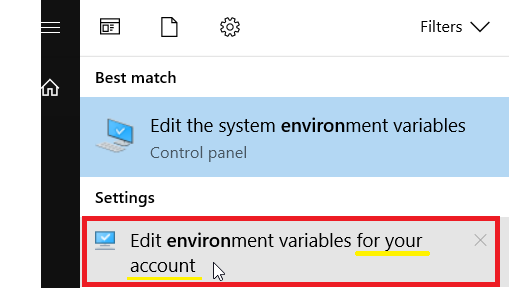 Filters
Best match
Edit the system environment variables
Control panel
Settings
Edit environment variables for your
account